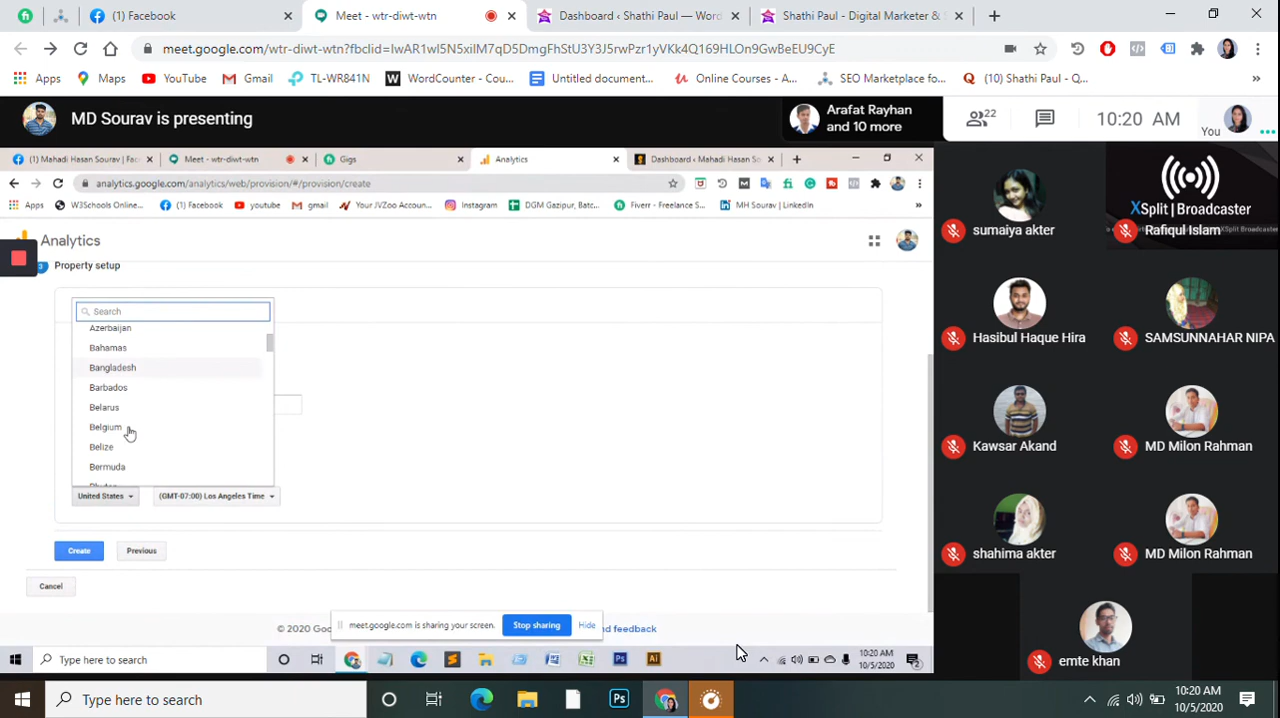 (1) Facebook
Meet - wtr-diwt-wtn
Dashboard ‹ Shathi Paul — Word
Shathi Paul - Digital Marketer & S
meet.google.com/wtr-diwt-wtn?fbclid=IwAR1wI5N5xilM7qD5DmgFhStU3Y3J5rwPzr1yVKk4Q169HLOn9GwBeEU9CyE
Apps
Maps
YouTube
Gmail
TL-WR841N
WordCounter - Cou...
Untitled document...
Online Courses - A...
SEO Marketplace fo...
(10) Shathi Paul - Q...
»
MD Sourav is presenting
Arafat Rayhan
and 10 more
22
10:20 AM
You
(1) Mahadi Hasan Sourav | Fac
Meet - wtr-diwt-wtn
Gigs
Analytics
Dashboard ‹ Mahadi Hasan So
analytics.google.com/analytics/web/provision/#/provision/create
Apps
W3Schools Online...
(1) Facebook
youtube
gmail
Your JVZoo Accoun...
Instagram
DGM Gazipur, Batc...
Fiverr - Freelance S...
MH Sourav | LinkedIn
»
Analytics
Property setup
Search
Azerbaijan
Bahamas
Bangladesh
Barbados
Belarus
Belgium
Belize
Bermuda
United States
(GMT-07:00) Los Angeles Time
Create
Previous
Cancel
© 2020 Goo
nd feedback
meet.google.com is sharing your screen.
Stop sharing
Hide
Type here to search
10:20 AM
10/5/2020
2
sumaiya akter
XSplit|Broadcaster
Rafiqul Islam
Hasibul Haque Hira
SAMSUNNAHAR NIPA
Kawsar Akand
MD Milon Rahman
shahima akter
MD Milon Rahman
emte khan
Type here to search
10:20 AM
10/5/2020